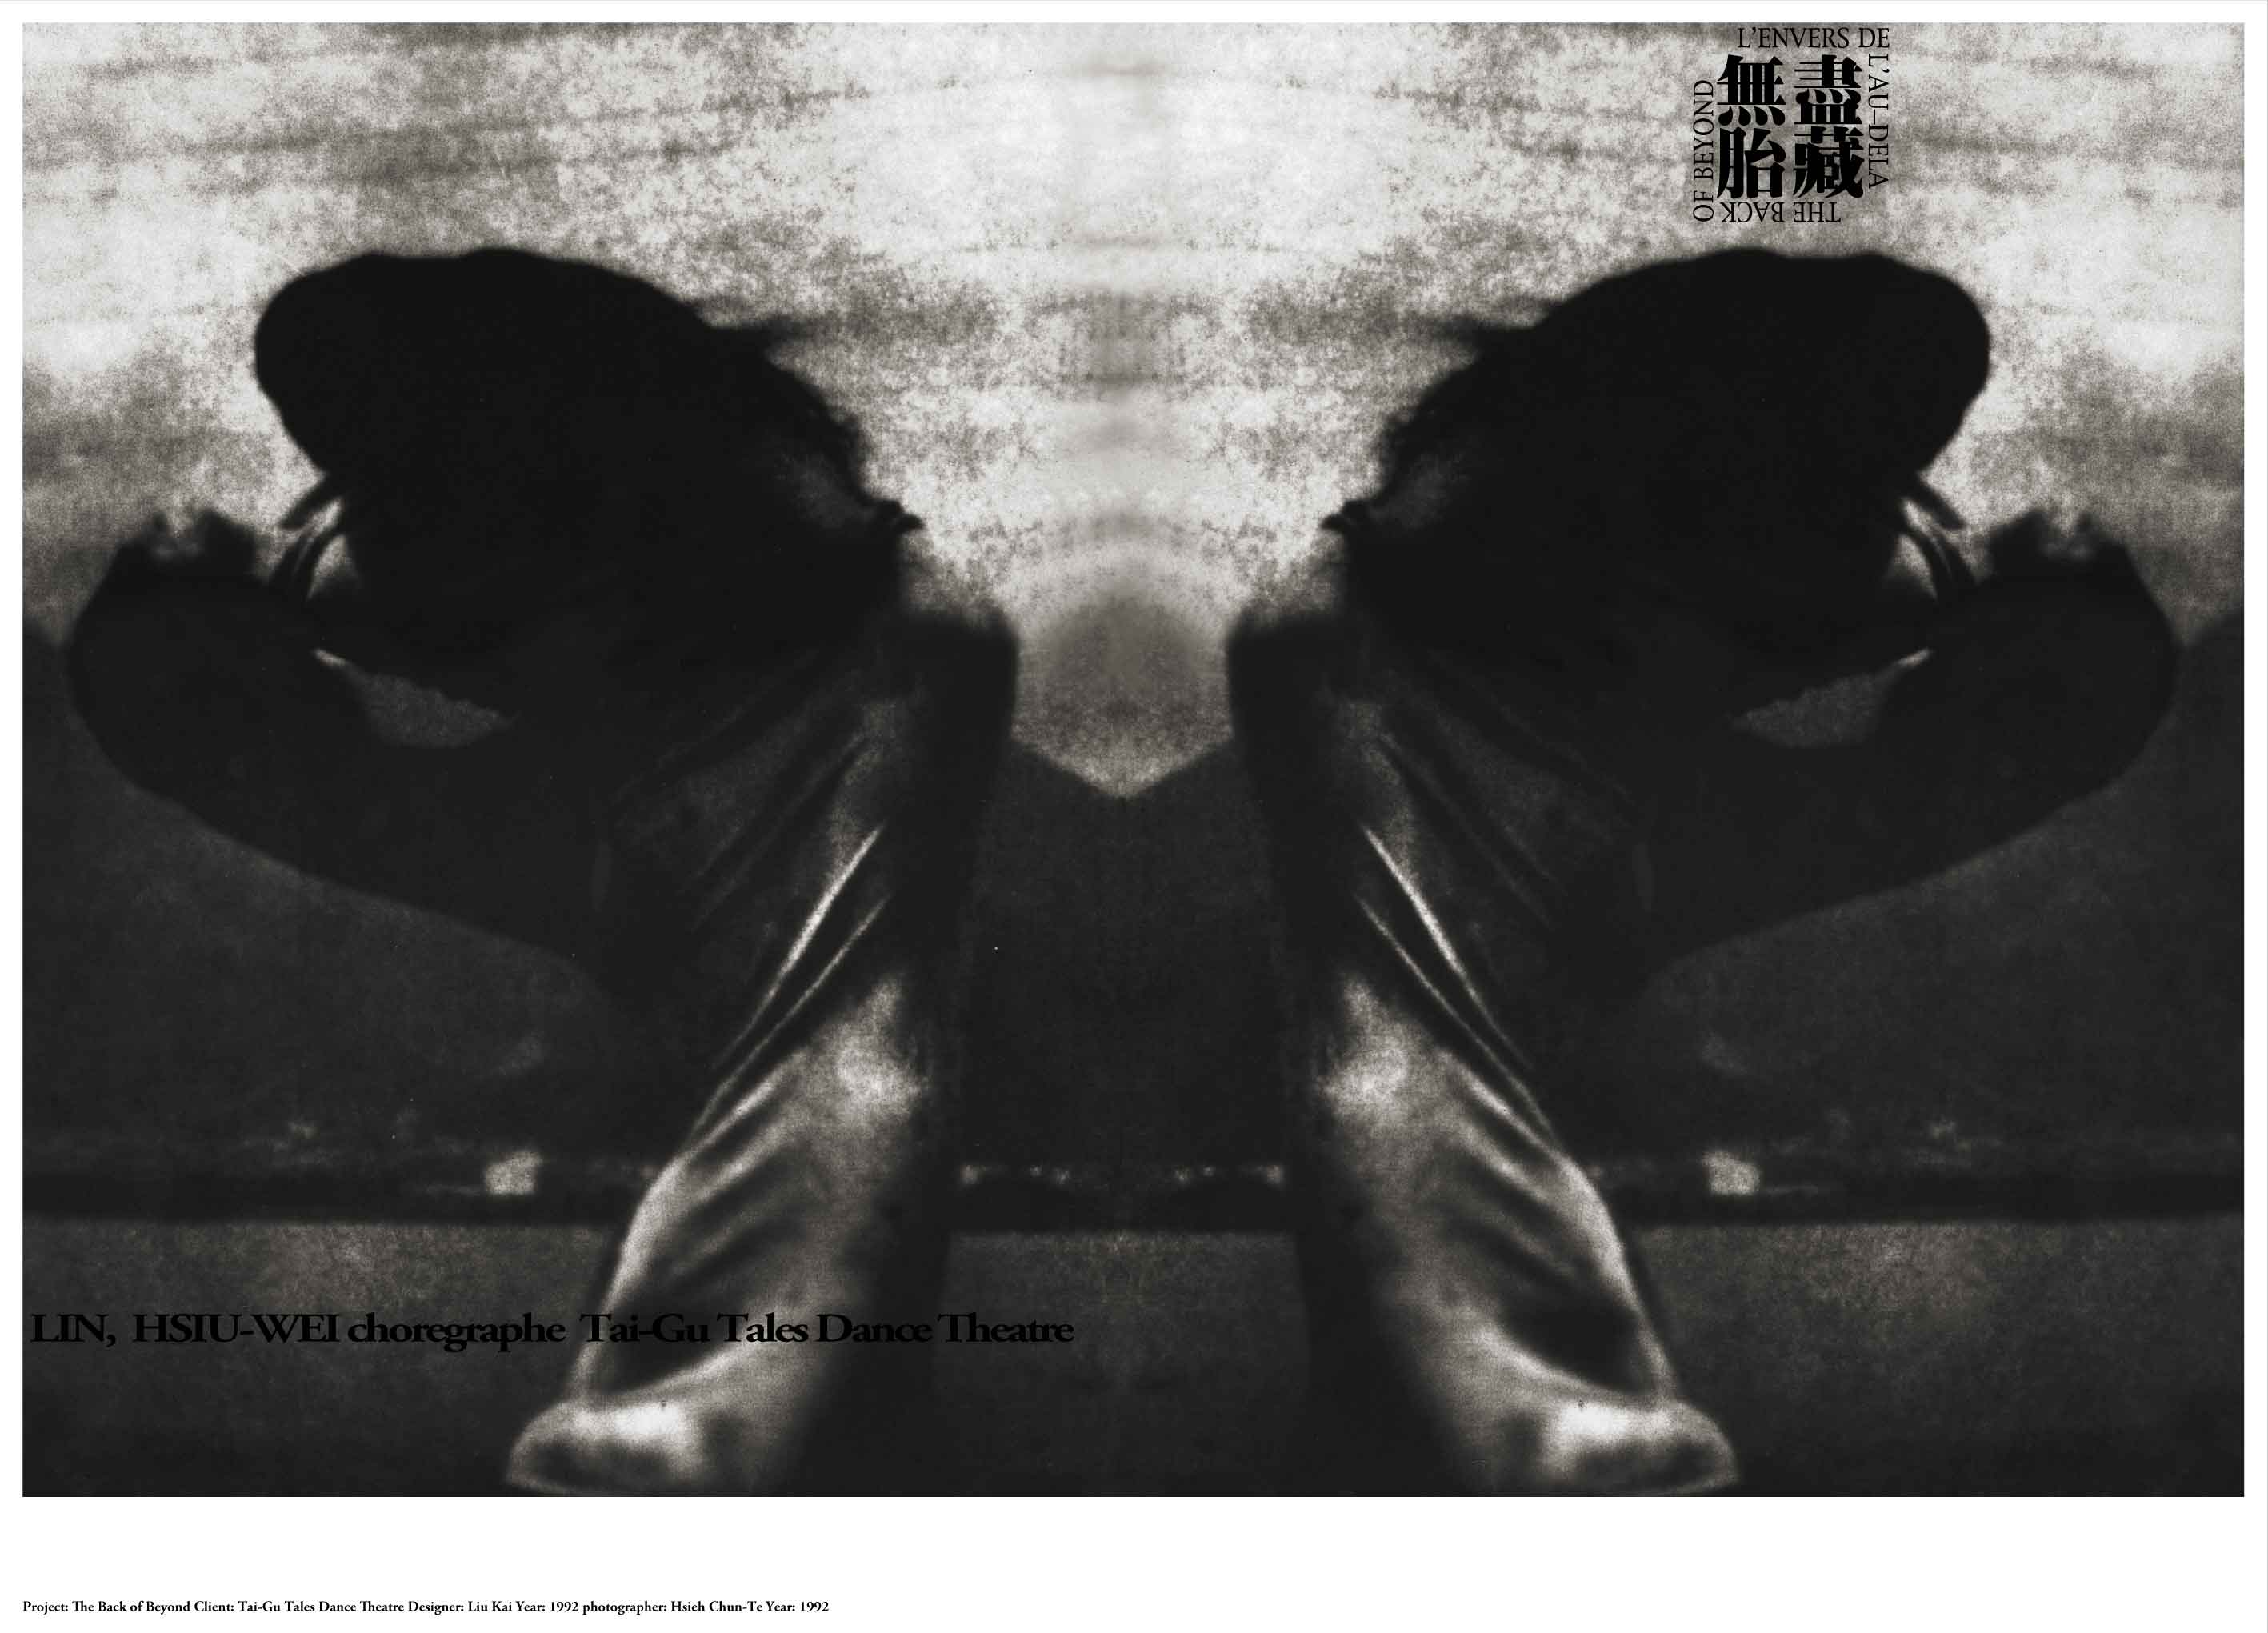 L'ENVERS DE
L'AU-DELA
THE BACK
OF BEYOND
無盡
胎藏
LIN, HSIU-WEI choregraphe Tai-Gu Tales Dance Theatre
Project: The Back of Beyond Client: Tai-Gu Tales Dance Theatre Designer: Liu Kai Year: 1992 photographer: Hsieh Chun-Te Year: 1992